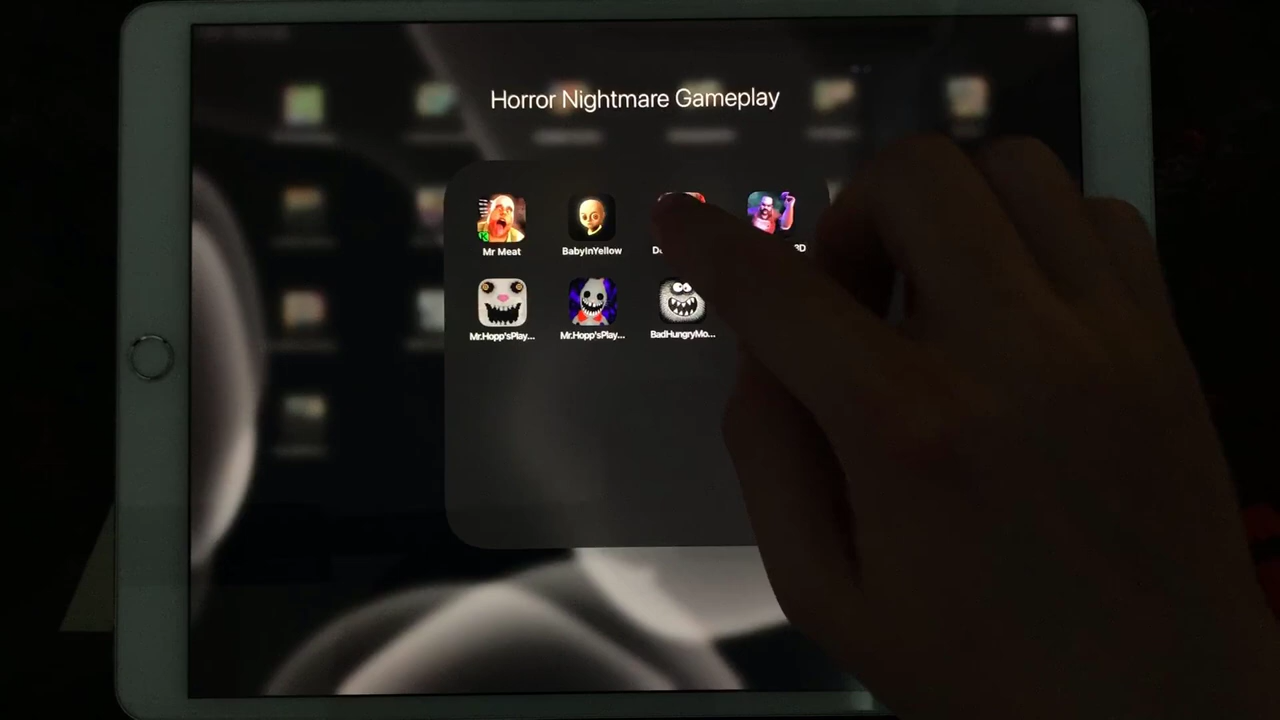 Horror Nightmare Gameplay
Mr Meat
BabyInYellow
Mr.Hopp'sPlay...
Mr.Hopp'sPlay...
BadHungryMo...